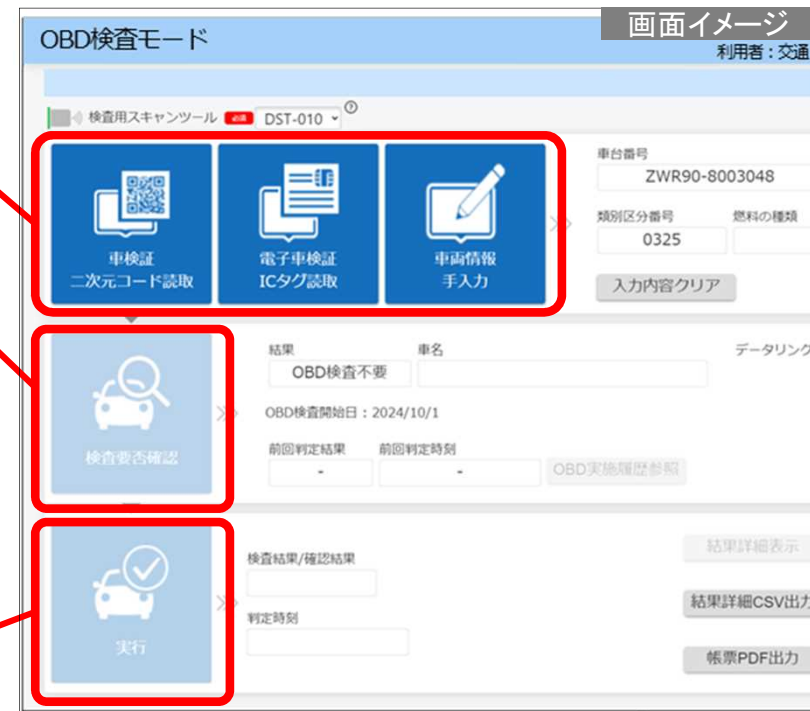 画面イメージ
OBD検査モード
利用者：交通
検査用スキャンツール 必須 DST-010
車検証
二次元コード読取
電子車検証
ICタグ読取
車両情報
手入力
車台番号
ZWR90-8003048
類別区分番号 燃料の種類
0325
入力内容クリア
検査要否確認
結果 車名 データリンク
OBD検査不要
OBD検査開始日：2024/10/1
前回判定結果 前回判定時刻
- -
OBD実施履歴参照
実行
検査結果/確認結果
判定時刻
結果詳細表示
結果詳細CSV出力
帳票PDF出力